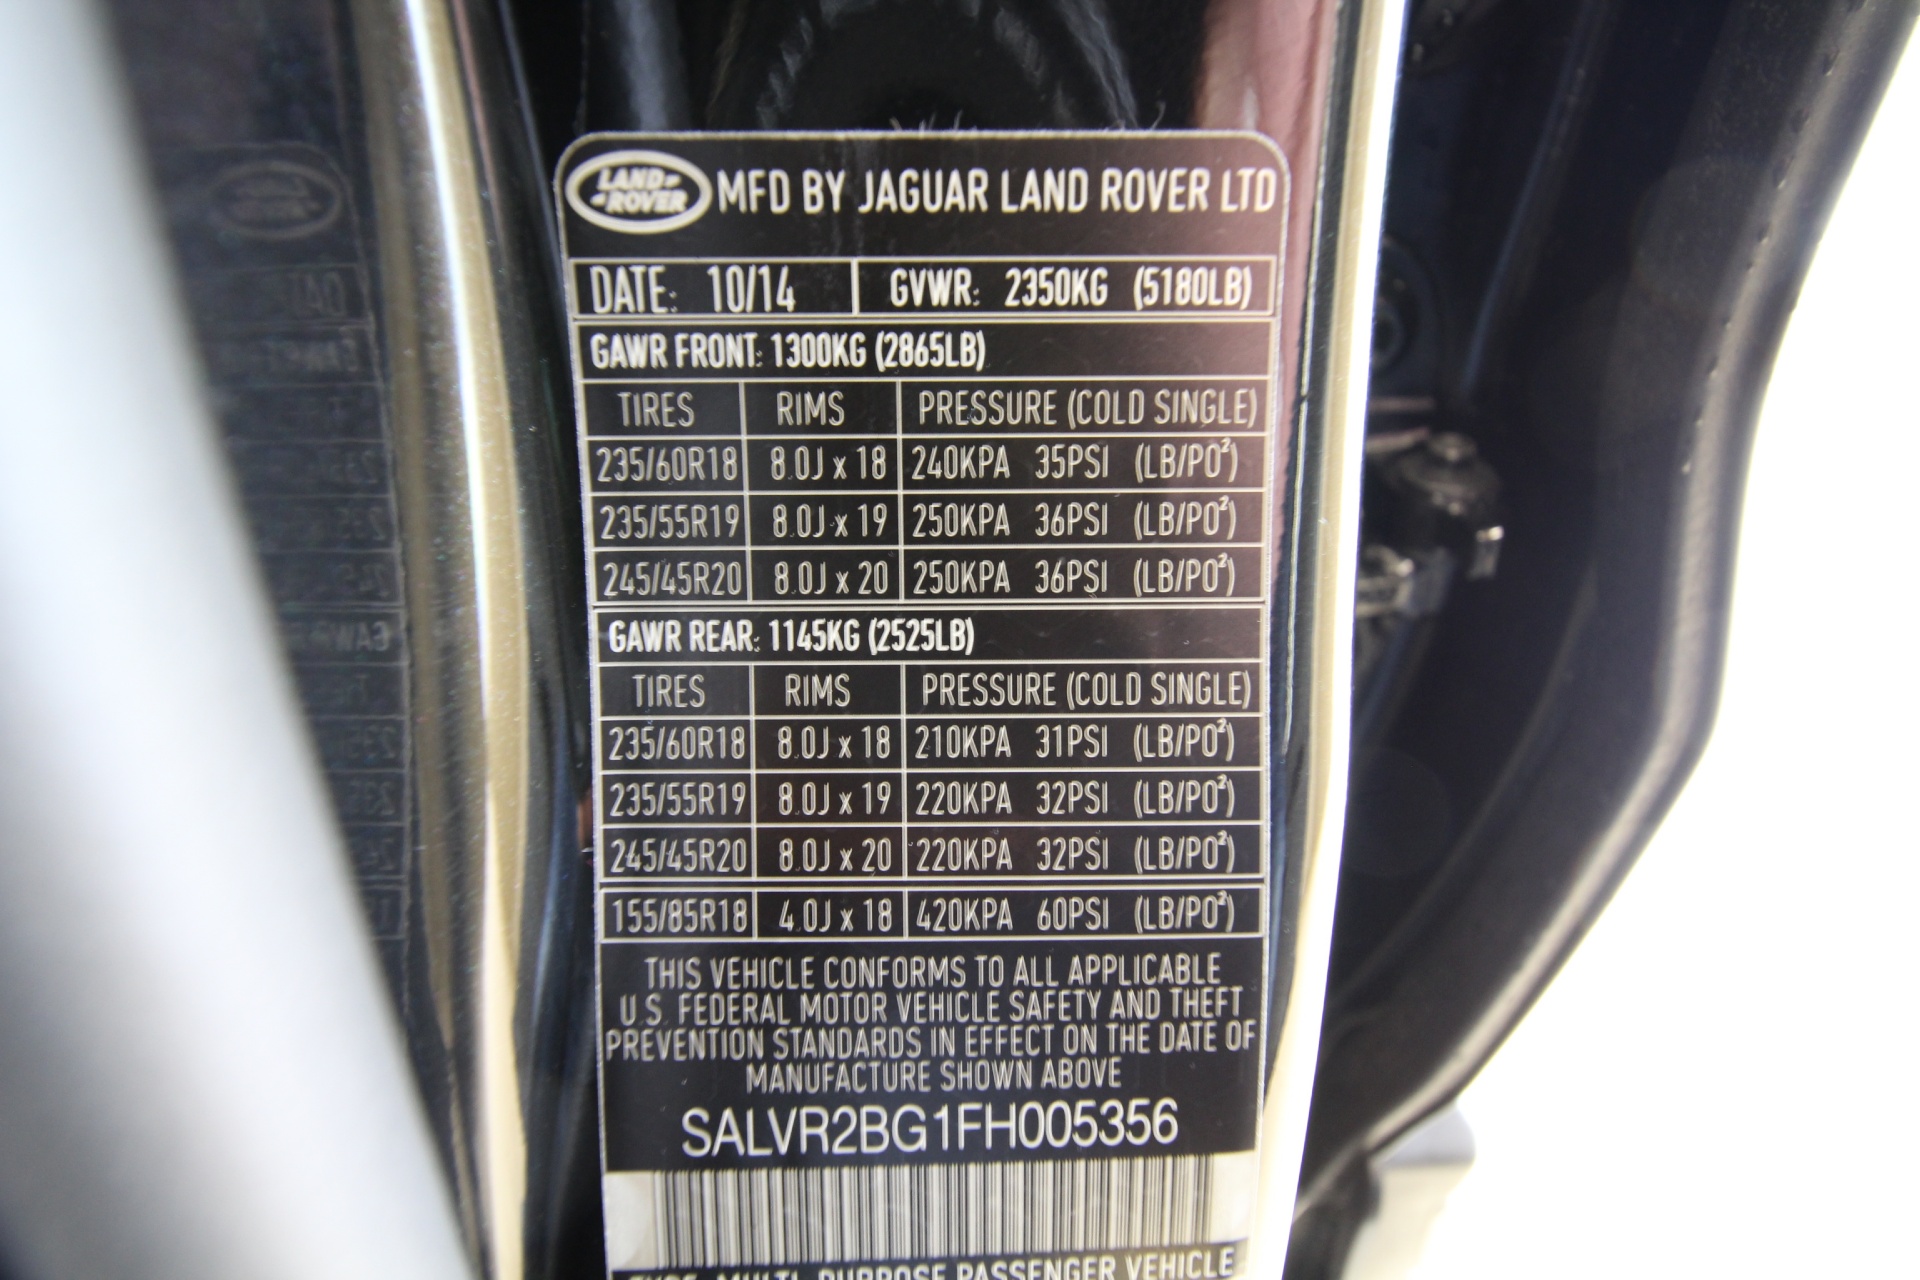 LAND ROVER MFD BY JAGUAR LAND ROVER LTD
DATE: 10/14 GVWR: 2350KG (5180LB)
GAWR FRONT: 1300KG (2865LB)
TIRES RIMS PRESSURE (COLD SINGLE)
235/60R18 8.0J x 18 240KPA 35PSI (LB/PO²)
235/55R19 8.0J x 19 250KPA 36PSI (LB/PO²)
245/45R20 8.0J x 20 250KPA 36PSI (LB/PO²)
GAWR REAR: 1145KG (2525LB)
TIRES RIMS PRESSURE (COLD SINGLE)
235/60R18 8.0J x 18 210KPA 31PSI (LB/PO²)
235/55R19 8.0J x 19 220KPA 32PSI (LB/PO²)
245/45R20 8.0J x 20 220KPA 32PSI (LB/PO²)
155/85R18 4.0J x 18 420KPA 60PSI (LB/PO²)
THIS VEHICLE CONFORMS TO ALL APPLICABLE
U.S. FEDERAL MOTOR VEHICLE SAFETY AND THEFT
PREVENTION STANDARDS IN EFFECT ON THE DATE OF
MANUFACTURE SHOWN ABOVE
SALVR2BG1FH005356
MULTI-PURPOSE PASSENGER VEHICLE